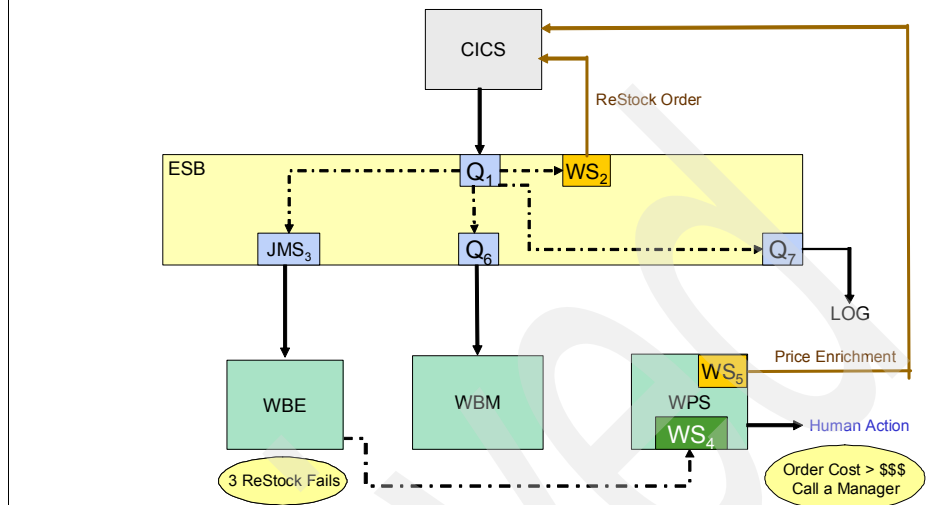 CICS
ReStock Order
ESB
Q1
WS2
JMS3
Q6
Q7
LOG
Price Enrichment
WBE
WBM
WS5
WPS
WS4
Human Action
3 ReStock Fails
Order Cost > $$$
Call a Manager